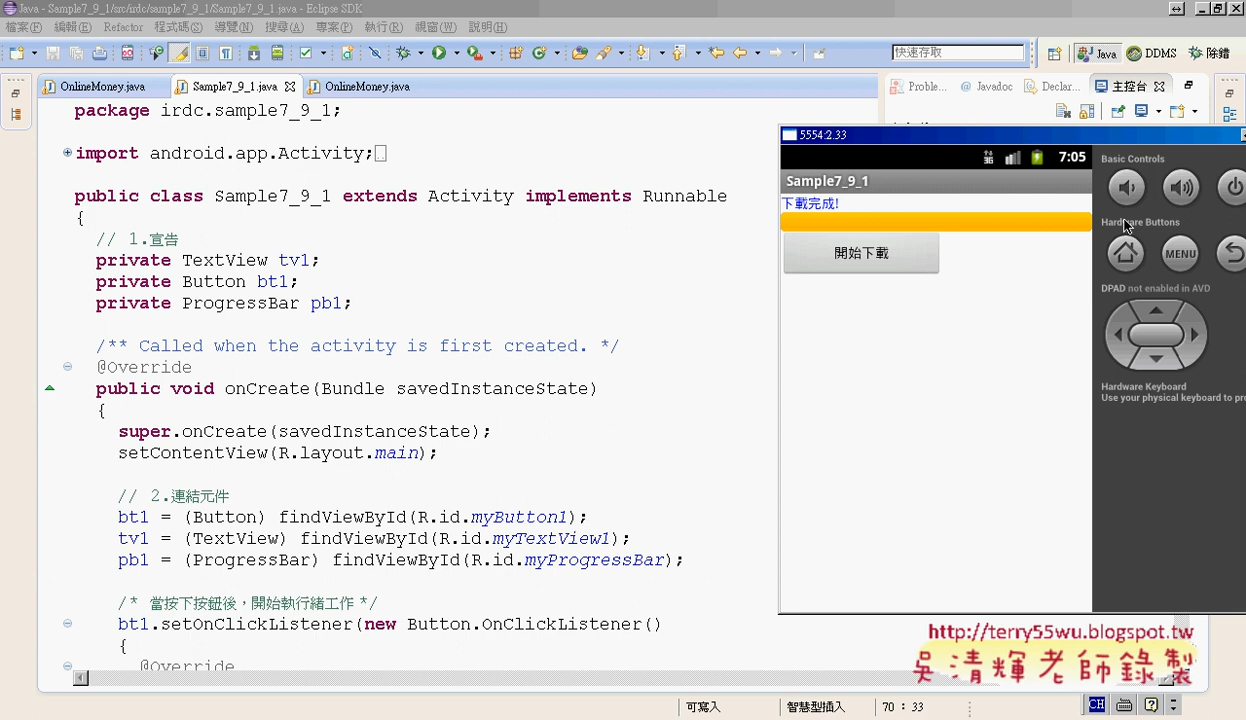 Java - Sample7_9_1/src/irdc/sample7_9_1/Sample7_9_1.java - Eclipse SDK
檔案(F) 編輯(E) Refactor 程式碼(S) 導覽(N) 搜尋(A) 專案(P) 執行(R) 視窗(W) 說明(H)
快速存取 Java DDMS 除錯
OnlineMoney.java Sample7_9_1.java OnlineMoney.java
Proble... @ Javadoc Declar... 主控台
package irdc.sample7_9_1;
import android.app.Activity;
public class Sample7_9_1 extends Activity implements Runnable
{
// 1.宣告
private TextView tv1;
private Button bt1;
private ProgressBar pb1;
/** Called when the activity is first created. */
@Override
public void onCreate(Bundle savedInstanceState)
{
super.onCreate(savedInstanceState);
setContentView(R.layout.main);
// 2.連結元件
bt1 = (Button) findViewById(R.id.myButton1);
tv1 = (TextView) findViewById(R.id.myTextView1);
pb1 = (ProgressBar) findViewById(R.id.myProgressBar);
/* 當按下按鈕後，開始執行緒工作 */
bt1.setOnClickListener(new Button.OnClickListener()
{
@Override
5554:2.33
3G 7:05
Sample7_9_1
下載完成!
開始下載
Basic Controls
Hardware Buttons
MENU
DPAD not enabled in AVD
Hardware Keyboard
Use your physical keyboard to pr
http://terry55wu.blogspot.tw
吳清輝老師錄製
可寫入 智慧型插入 70 : 33
CH